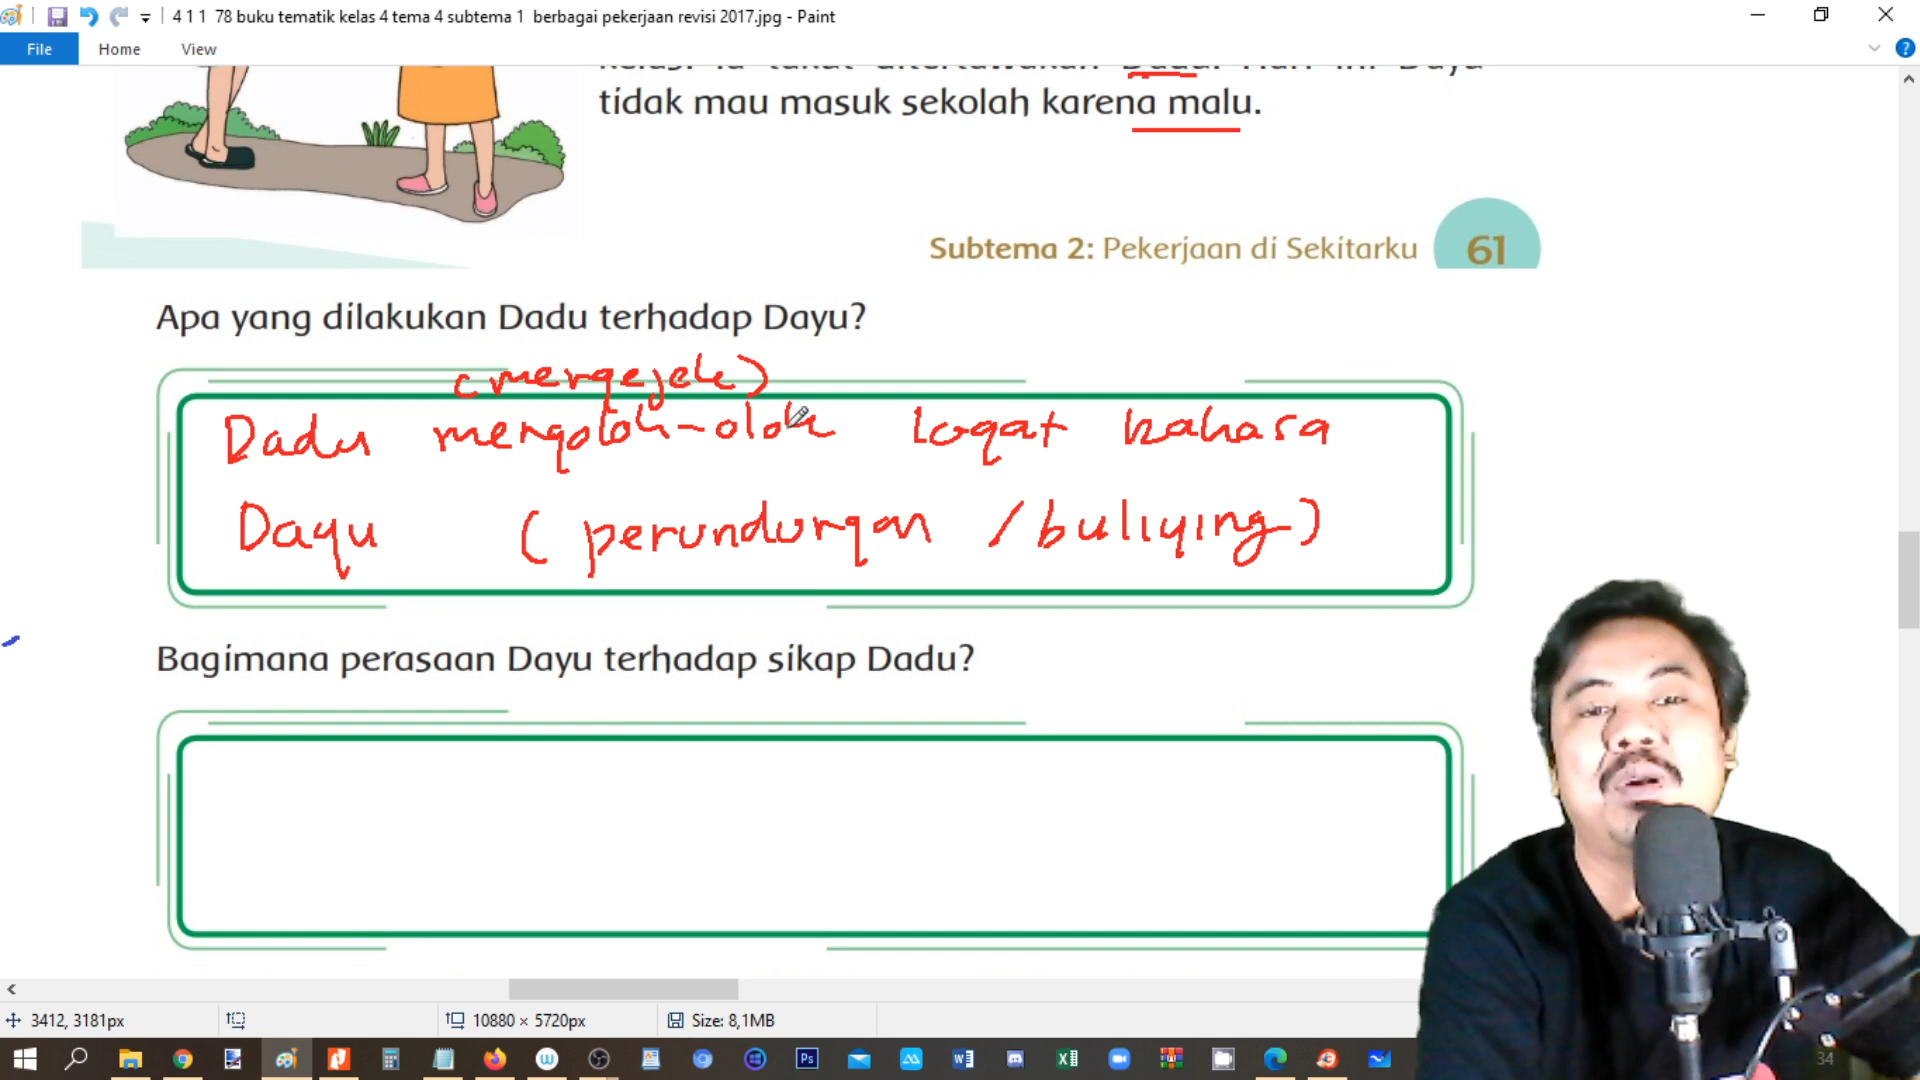 4 1 1 78 buku tematik kelas 4 tema 4 subtema 1 berbagai pekerjaan revisi 2017.jpg - Paint
File Home View
tidak mau masuk sekolah karena malu.
Subtema 2: Pekerjaan di Sekitarku 61
Apa yang dilakukan Dadu terhadap Dayu?
(mengejek)
Dadu mengolok-olok logat bahasa
Dayu (perundungan / buliying)
Bagimana perasaan Dayu terhadap sikap Dadu?
3412, 3181px 10880 × 5720px Size: 8,1MB
34